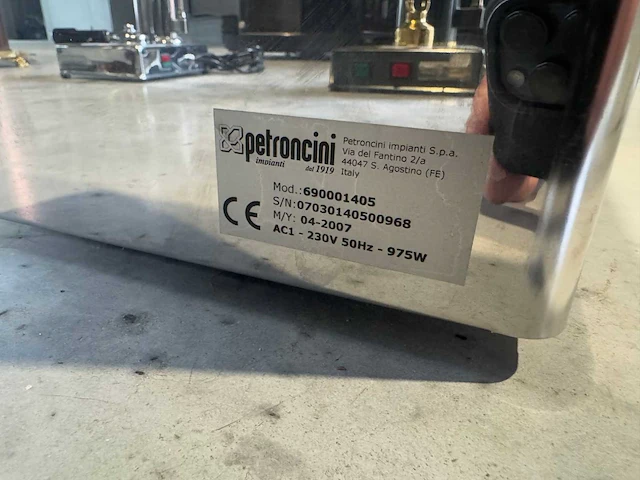 petroncini
impianti dal 1919
Petroncini impianti S.p.a.
Via del Fantino 2/a
44047 S. Agostino (FE)
Italy
Mod.:690001405
S/N:07030140500968
M/Y: 04-2007
AC1 - 230V 50Hz - 975W
CE